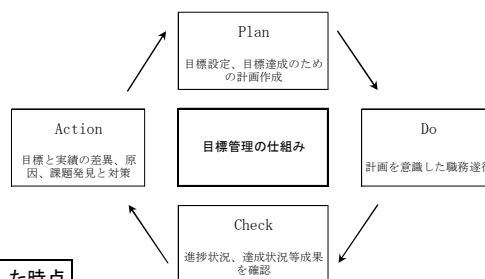 Plan
目標設定、目標達成のため
の計画作成
Action
目標と実績の差異、原
因、課題発見と対策
目標管理の仕組み
Do
計画を意識した職務遂行
Check
進捗状況、達成状況等成果
を確認
た時点